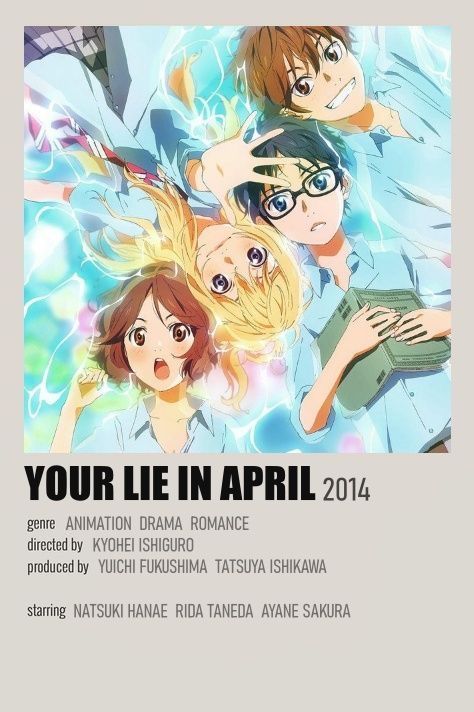 YOUR LIE IN APRIL 2014
genre ANIMATION DRAMA ROMANCE
directed by KYOHEI ISHIGURO
produced by YUICHI FUKUSHIMA TATSUYA ISHIKAWA
starring NATSUKI HANAE RISA TANEDA AYANE SAKURA